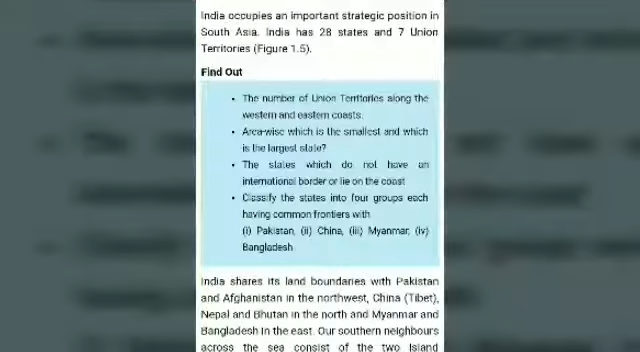 India occupies an important strategic position in
South Asia. India has 28 states and 7 Union
Territories (Figure 1.5).
Find Out
• The number of Union Territories along the
western and eastern coasts.
• Area-wise which is the smallest and which
is the largest state?
• The states which do not have an
international border or lie on the coast
• Classify the states into four groups each
having common frontiers with
(i) Pakistan, (ii) China, (iii) Myanmar, (iv)
Bangladesh
India shares its land boundaries with Pakistan
and Afghanistan in the northwest, China (Tibet),
Nepal and Bhutan in the north and Myanmar and
Bangladesh in the east. Our southern neighbours
across the sea consist of the two Island